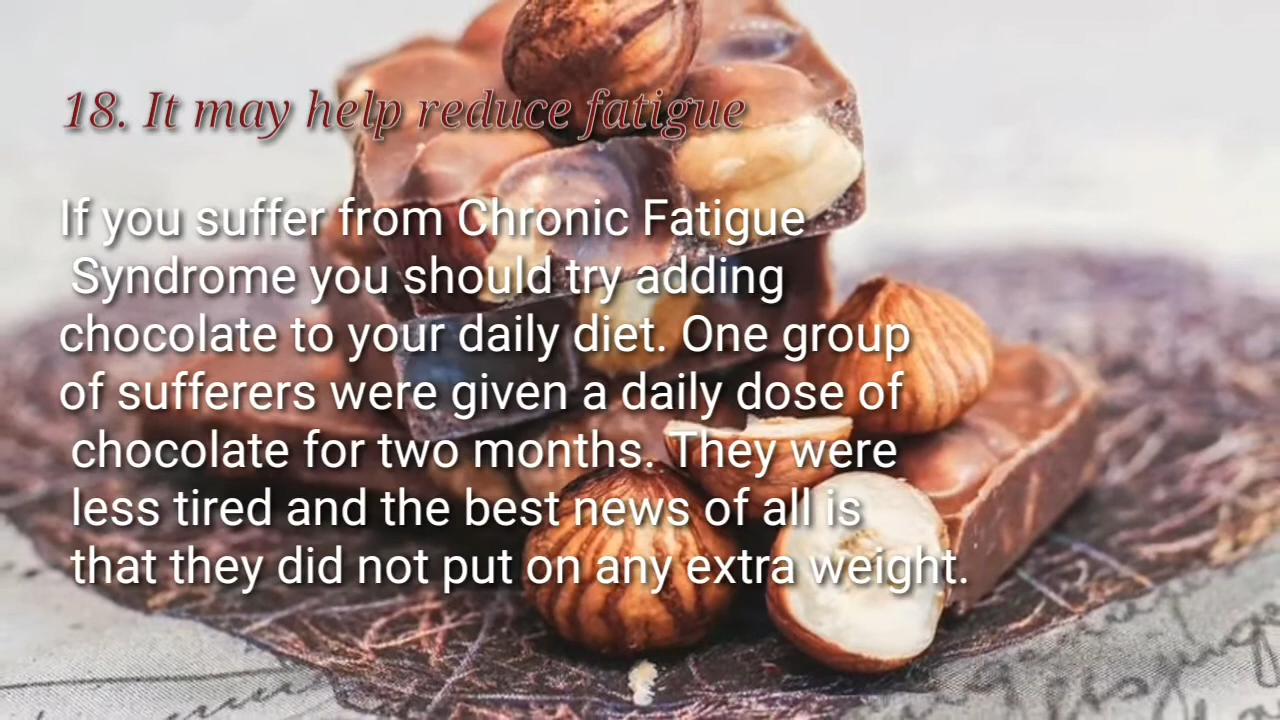 18. It may help reduce fatigue
If you suffer from Chronic Fatigue
Syndrome you should try adding
chocolate to your daily diet. One group
of sufferers were given a daily dose of
chocolate for two months. They were
less tired and the best news of all is
that they did not put on any extra weight.